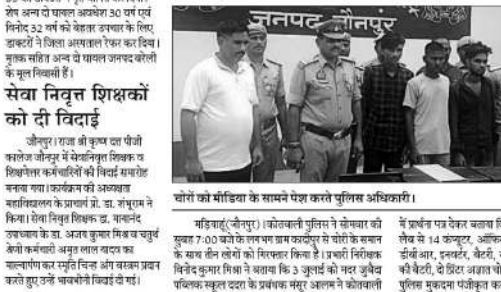 शेष अन्य दो घायल अवधेश 30 वर्ष एवं
विनोद 32 वर्ष को बेहतर उपचार के लिए
डाक्टरों ने जिला अस्पताल रेफर कर दिया।
मृतक सहित अन्य दो घायल जनपद बरेली
के मूल निवासी हैं।
सेवा निवृत्त शिक्षकों
को दी विदाई
जौनपुर। राजा श्री कृष्ण दत्त पीजी
कालेज जौनपुर में सेवानिवृत्त शिक्षक व
शिक्षणेत्तर कर्मचारियों की विदाई समारोह
मनाया गया। कार्यक्रम की अध्यक्षता
महाविद्यालय के प्राचार्य प्रो. डा. शंभूराम ने
किया। सेवा निवृत्त शिक्षक डा. मायानंद
उपाध्याय के डा. अजय कुमार मिश्र व चतुर्थ
श्रेणी कर्मचारी अमृत लाल यादव का
माल्यार्पण कर स्मृति चिन्ह अंग वस्त्रम प्रदान
करते हुए उन्हें भावभीनी विदाई दी गई।
जनपद जौनपुर
चोरों को मीडिया के सामने पेश करते पुलिस अधिकारी।
मड़ियाहूं(जौनपुर)।कोतवाली पुलिस ने सोमवार को
सुबह 7:00 बजे के लगभग ग्राम कादीपुर से चोरी के समान
के साथ तीन लोगों को गिरफ्तार किया है।प्रभारी निरीक्षक
विनोद कुमार मिश्रा ने बताया कि 3 जुलाई को नदर जुबैदा
पब्लिक स्कूल ददरा के प्रबंधक मंसूर आलम ने कोतवाली
में प्रार्थना पत्र देकर बताया
लैब से 14 कंप्यूटर, ऑफिस
डीवीआर, इनवर्टर, बैटरी,
की बैटरी, दो प्रिंटर अज्ञात
पुलिस मुकदमा पंजीकृत